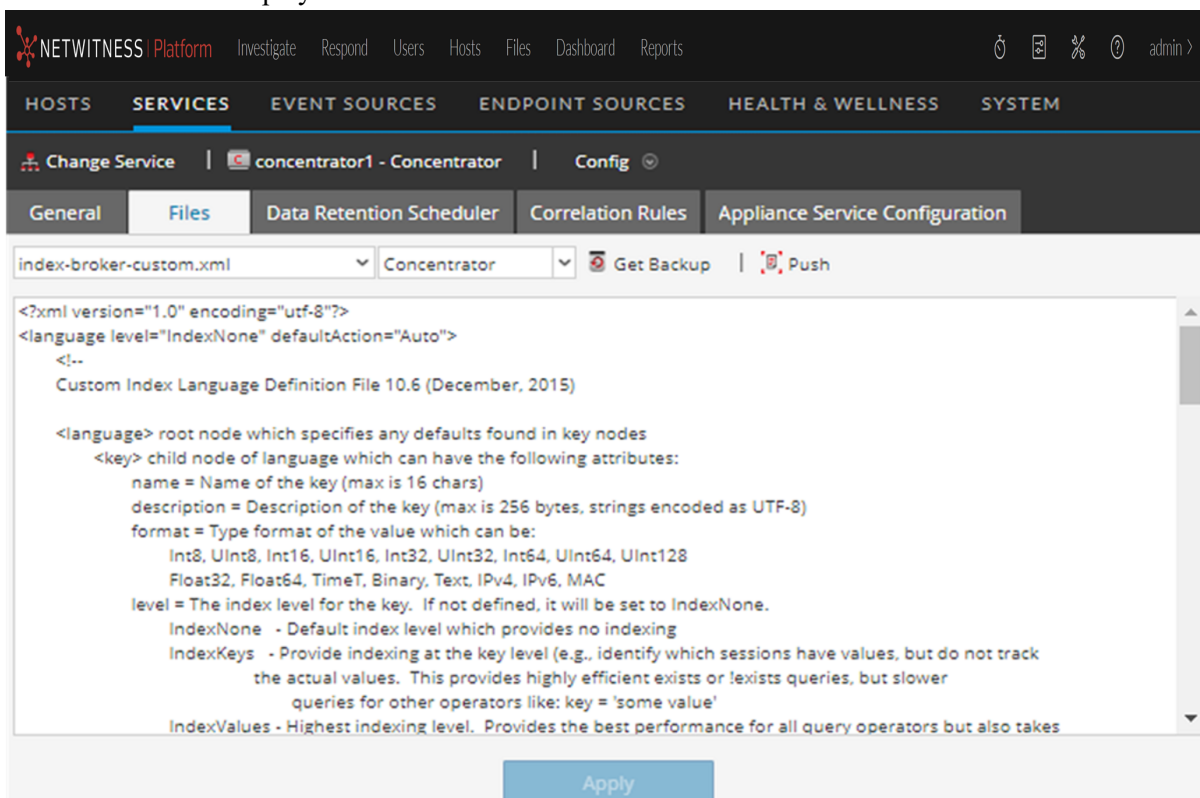 NETWITNESS | Platform Investigate Respond Users Hosts Files Dashboard Reports admin >
HOSTS SERVICES EVENT SOURCES ENDPOINT SOURCES HEALTH & WELLNESS SYSTEM
Change Service | concentrator1 - Concentrator | Config
General Files Data Retention Scheduler Correlation Rules Appliance Service Configuration
index-broker-custom.xml Concentrator Get Backup | Push
<?xml version="1.0" encoding="utf-8"?>
<language level="IndexNone" defaultAction="Auto">
<!--
Custom Index Language Definition File 10.6 (December, 2015)
<language> root node which specifies any defaults found in key nodes
<key> child node of language which can have the following attributes:
name = Name of the key (max is 16 chars)
description = Description of the key (max is 256 bytes, strings encoded as UTF-8)
format = Type format of the value which can be:
Int8, UInt8, Int16, UInt16, Int32, UInt32, Int64, UInt64, UInt128
Float32, Float64, TimeT, Binary, Text, IPv4, IPv6, MAC
level = The index level for the key. If not defined, it will be set to IndexNone.
IndexNone - Default index level which provides no indexing
IndexKeys - Provide indexing at the key level (e.g., identify which sessions have values, but do not track
the actual values. This provides highly efficient exists or !exists queries, but slower
queries for other operators like: key = 'some value'
IndexValues - Highest indexing level. Provides the best performance for all query operators but also takes
Apply